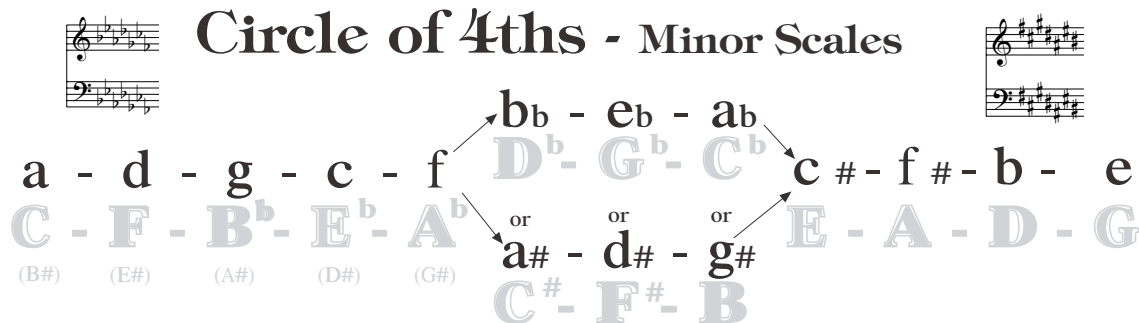 Circle of 4ths - Minor Scales
bb - eb - ab
Db - Gb - Cb
a - d - g - c - f
c # - f # - b - e
C - F - Bb - Eb - Ab
or or or
E - A - D - G
a# - d# - g#
(B#) (E#) (A#) (D#) (G#)
C# - F# - B